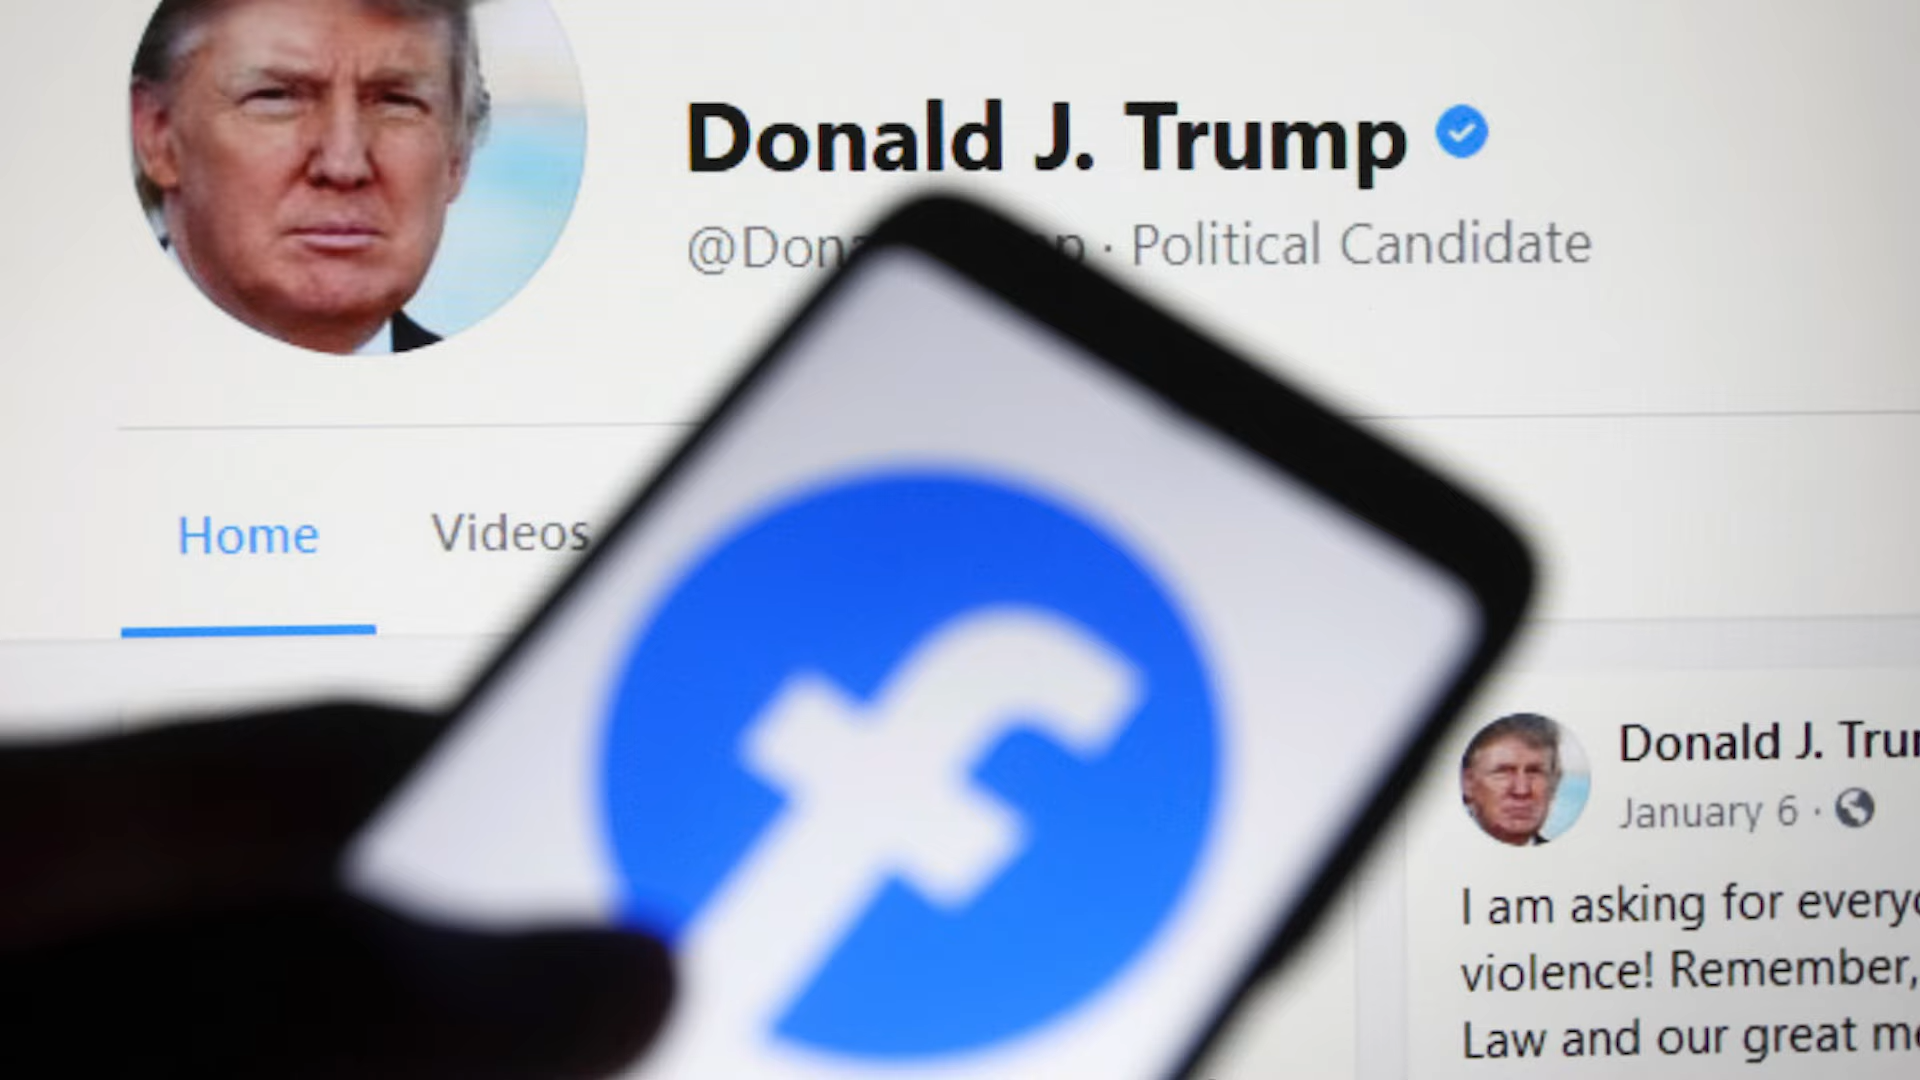 Donald J. Trump
@Don p · Political Candidate
Home Videos
Donald J. Tru
January 6 ·
I am asking for every
violence! Remember,
Law and our great m